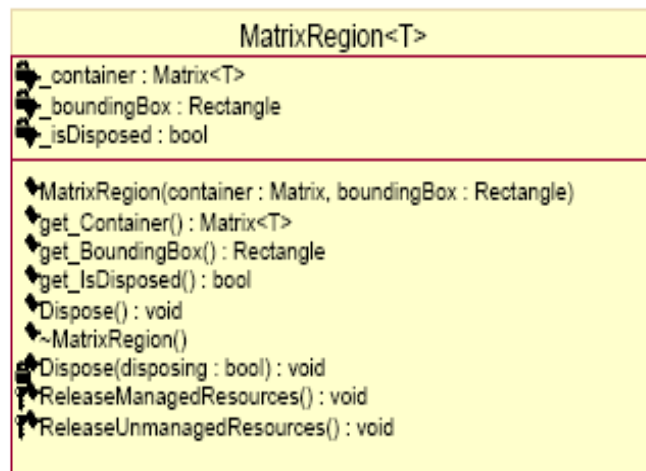 MatrixRegion<T>
_container : Matrix<T>
_boundingBox : Rectangle
_isDisposed : bool
MatrixRegion(container : Matrix, boundingBox : Rectangle)
get_Container() : Matrix<T>
get_BoundingBox() : Rectangle
get_IsDisposed() : bool
Dispose() : void
~MatrixRegion()
Dispose(disposing : bool) : void
ReleaseManagedResources() : void
ReleaseUnmanagedResources() : void